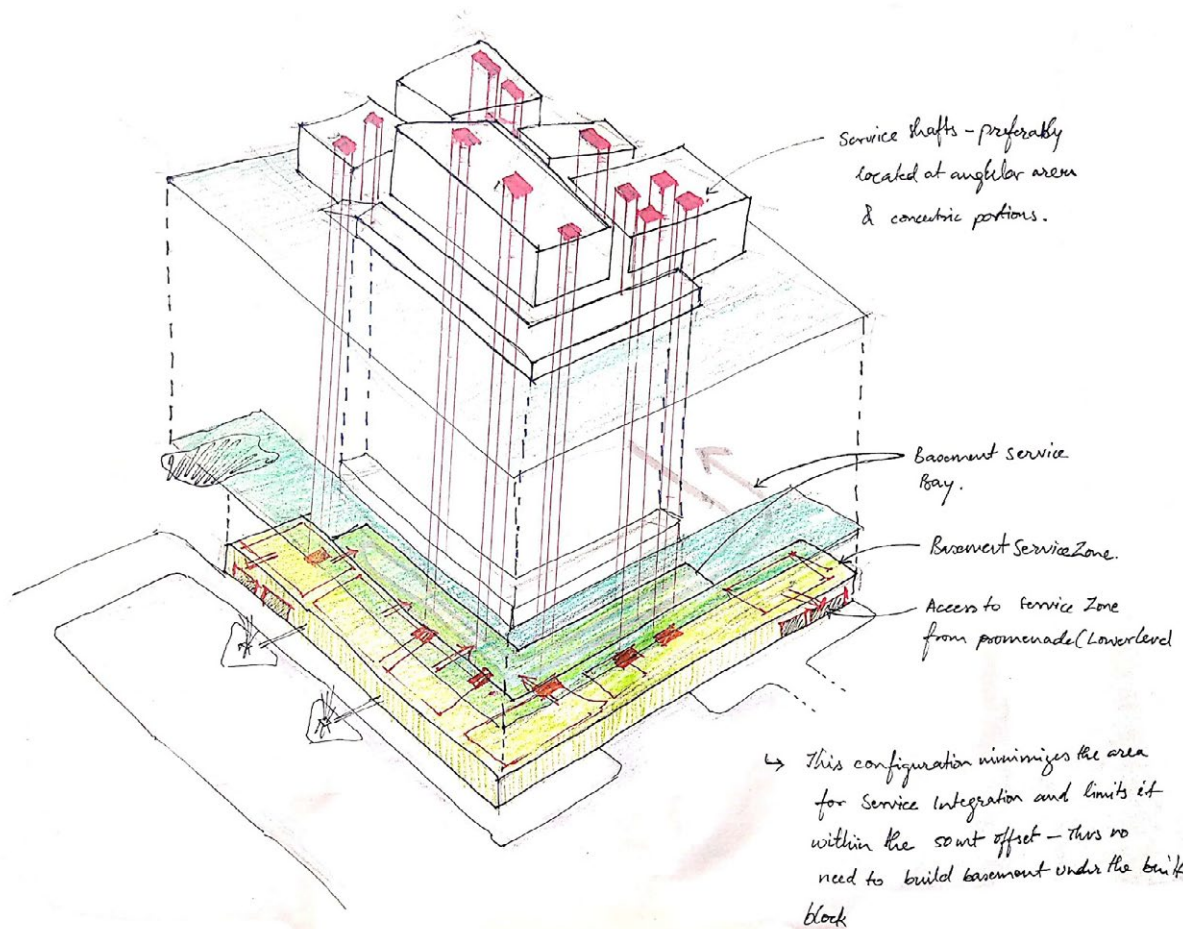 Service shafts – preferably
located at angular areas
& concentric portions.
Basement Service
Bay.
Basement Service Zone.
Access to Service Zone
from promenade (Lower Level
↳ This configuration minimizes the area
for Service Integration and limits it
within the offset – Thus no
need to build basement under the built
block